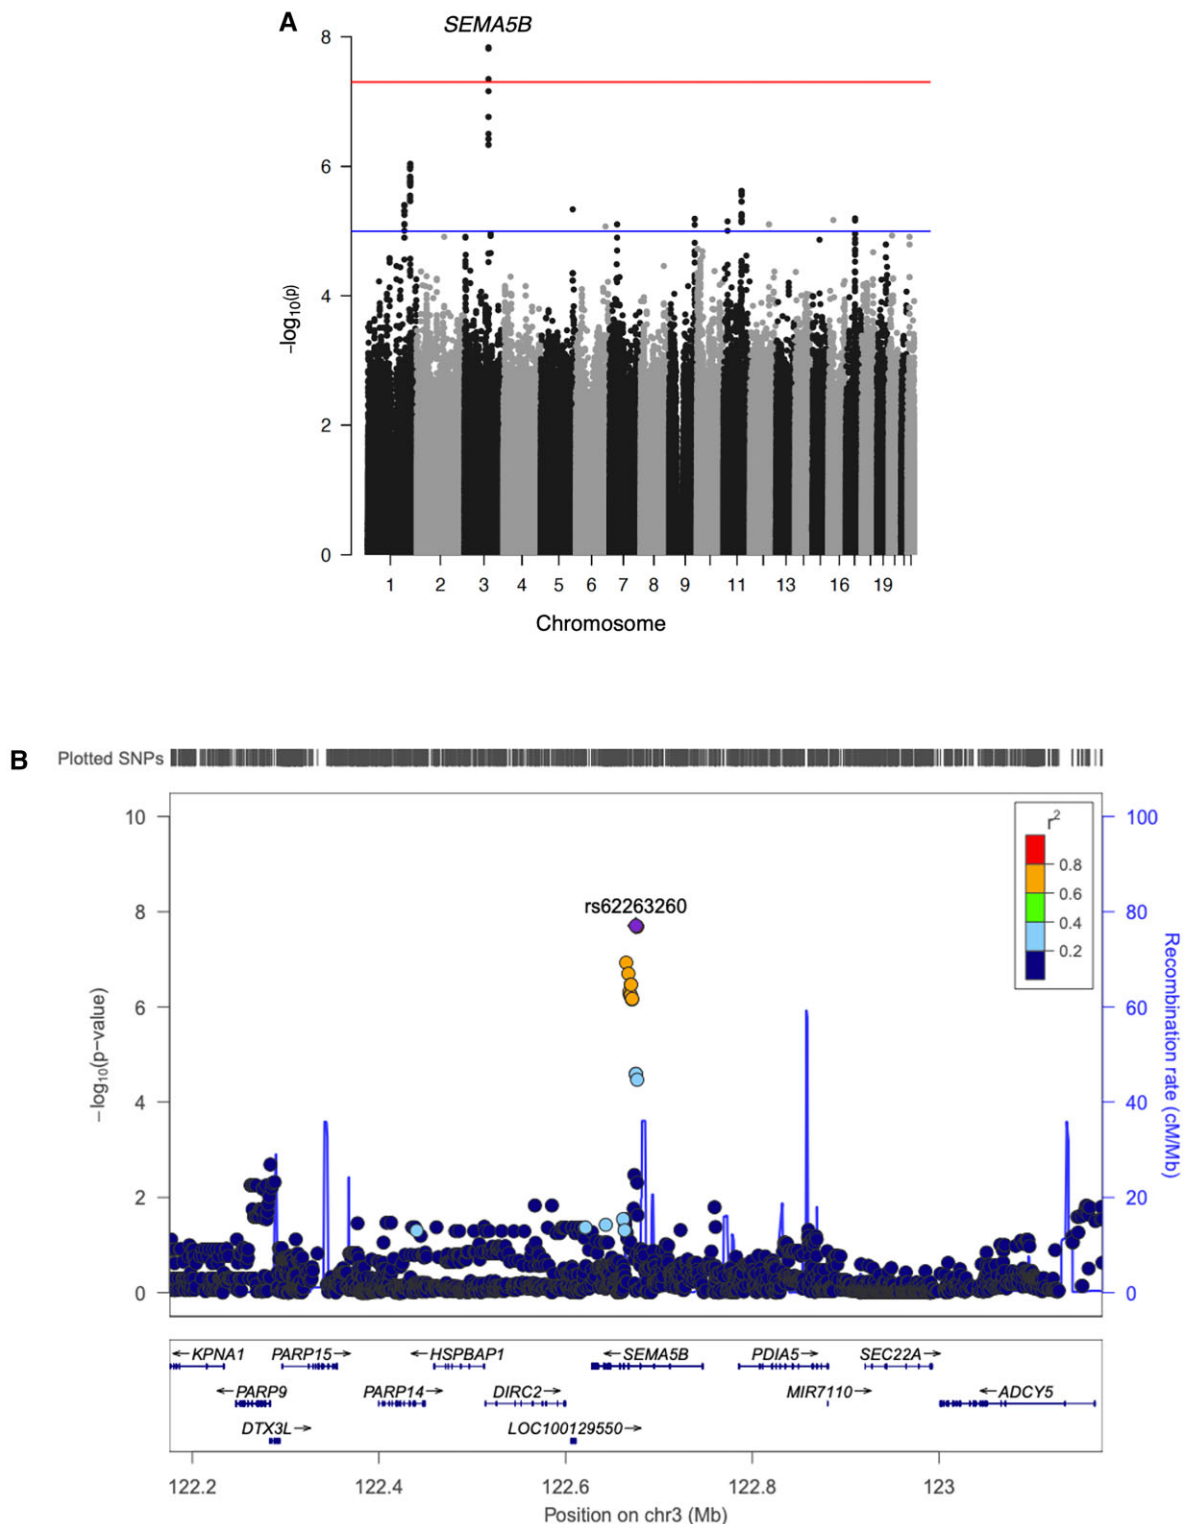 A
SEMA5B
8
6
4
2
0
-log10(p)
1 2 3 4 5 6 7 8 9 11 13 16 19
Chromosome
B
Plotted SNPs
10
8
6
4
2
0
−log10(p−value)
rs62263260
r2
0.8
0.6
0.4
0.2
100
80
60
40
20
0
Recombination rate (cM/Mb)
←KPNA1 PARP15→ ←HSPBAP1 ←SEMA5B PDIA5→ SEC22A→
←PARP9 PARP14→ DIRC2→ MIR7110→ ←ADCY5
DTX3L→ LOC100129550→
122.2 122.4 122.6 122.8 123
Position on chr3 (Mb)